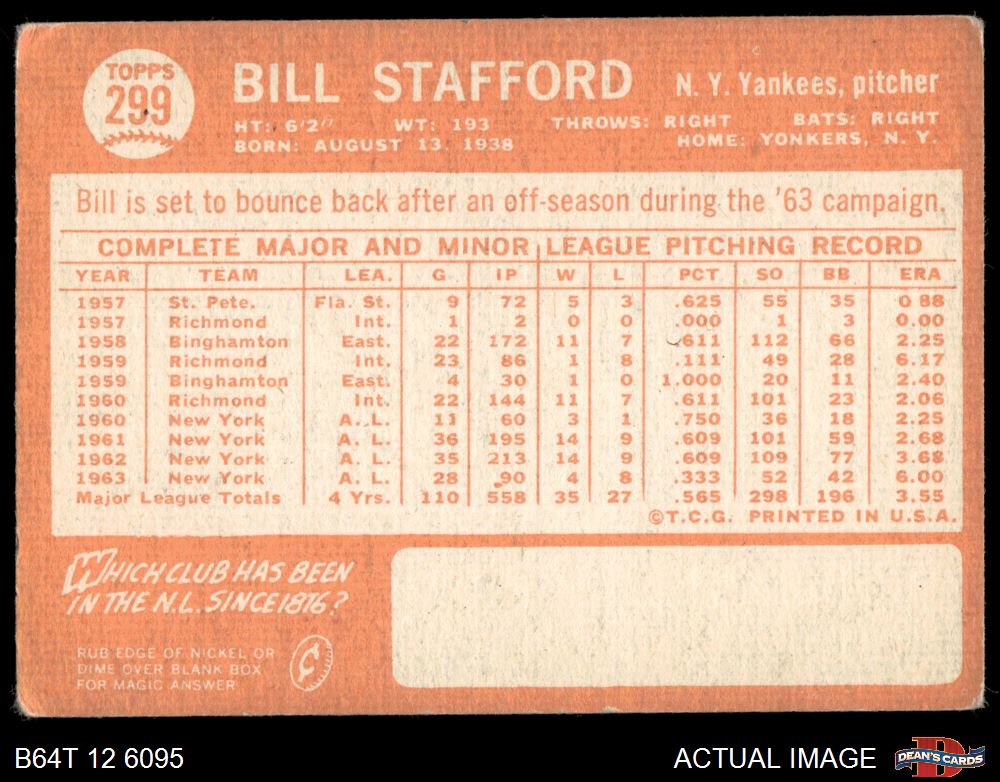 TOPPS
299
BILL STAFFORD N. Y. Yankees, pitcher
HT: 6'2" WT: 193 THROWS: RIGHT BATS: RIGHT
BORN: AUGUST 13, 1938 HOME: YONKERS, N. Y.
Bill is set to bounce back after an off-season during the '63 campaign.
COMPLETE MAJOR AND MINOR LEAGUE PITCHING RECORD
YEAR TEAM LEA. G IP W L PCT SO BB ERA
1957 St. Pete. Fla. St. 9 72 5 3 .625 55 35 0 88
1957 Richmond Int. 1 2 0 0 .000 1 3 0.00
1958 Binghamton East. 22 172 11 7 .611 112 66 2.25
1959 Richmond Int. 23 86 1 8 .111 49 28 6.17
1959 Binghamton East. 4 30 1 0 1.000 20 11 2.40
1960 Richmond Int. 22 144 11 7 .611 101 23 2.06
1960 New York A. L. 11 60 3 1 .750 36 18 2.25
1961 New York A. L. 36 195 14 9 .609 101 59 2.68
1962 New York A. L. 35 213 14 9 .609 109 77 3.68
1963 New York A. L. 28 90 4 8 .333 52 42 6.00
Major League Totals 4 Yrs. 110 558 35 27 .565 298 196 3.55
©T.C.G. PRINTED IN U.S.A.
WHICH CLUB HAS BEEN
IN THE N.L. SINCE 1876?
RUB EDGE OF NICKEL OR
DIME OVER BLANK BOX
FOR MAGIC ANSWER
¢
B64T 12 6095 ACTUAL IMAGE D DEAN'S CARDS